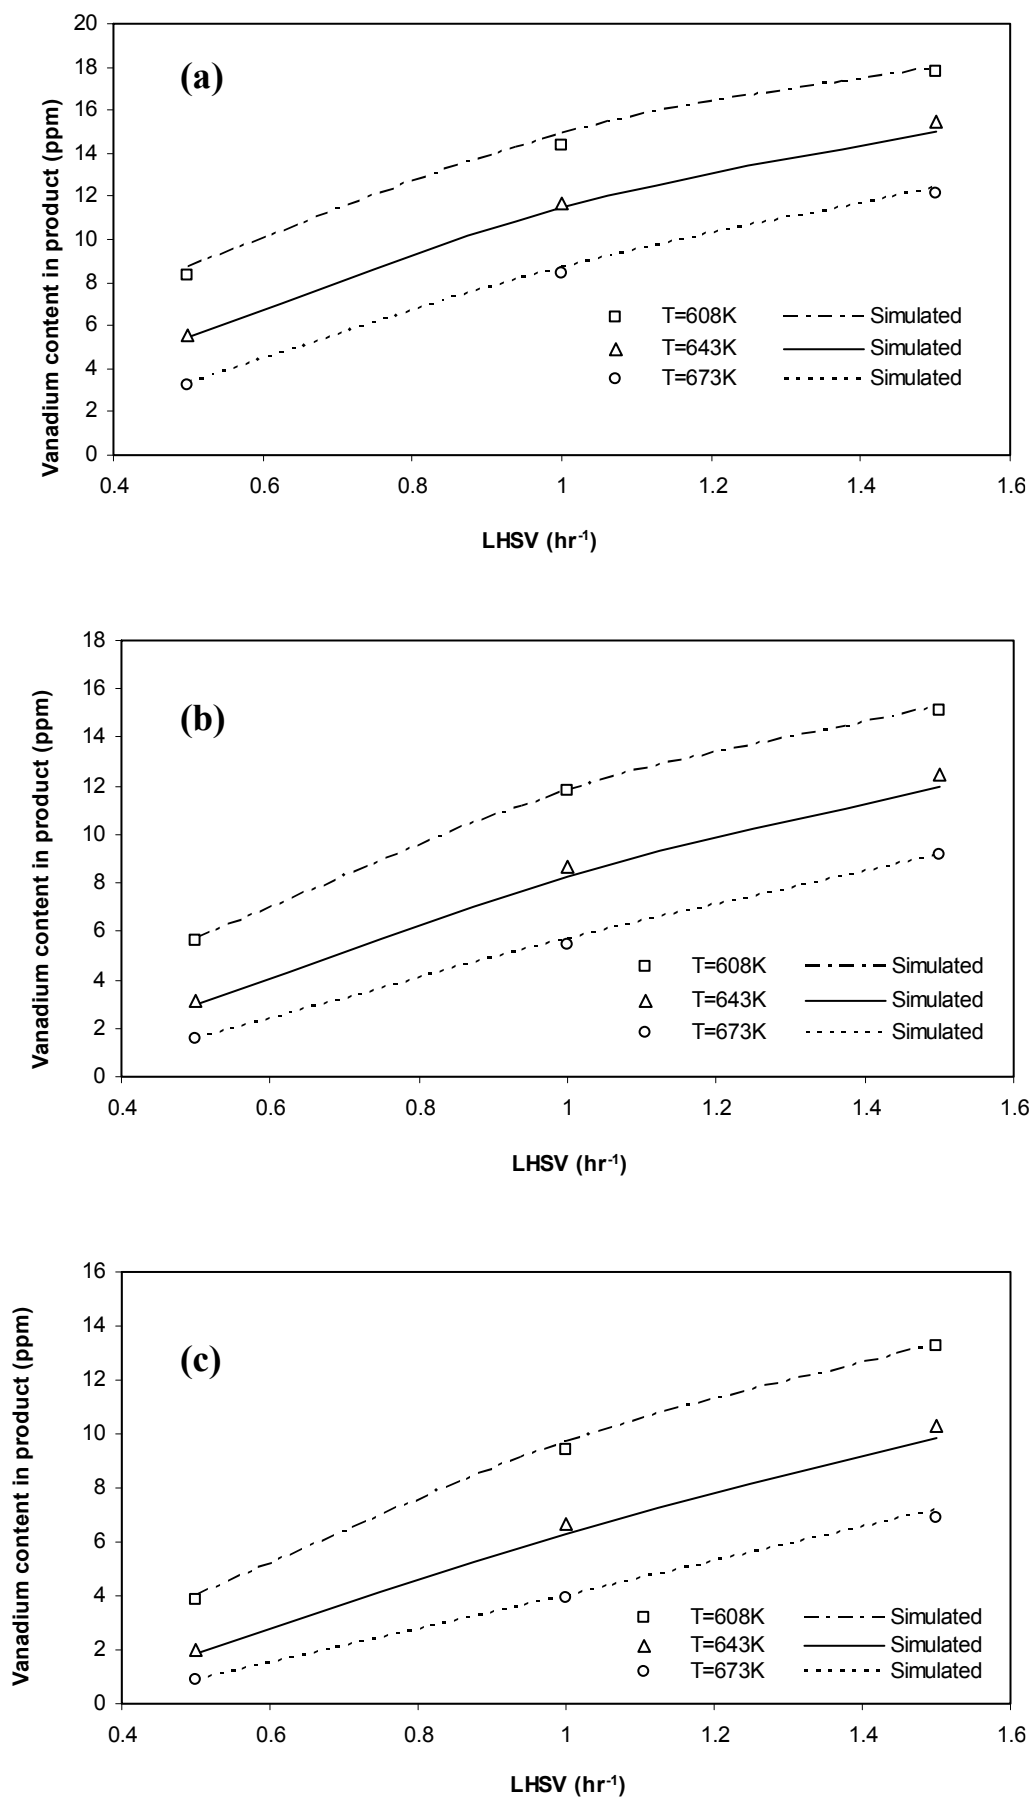 20
18
16
14
12
10
8
6
4
2
0
Vanadium content in product (ppm)
(a)
T=608K Simulated
T=643K Simulated
T=673K Simulated
0.4 0.6 0.8 1 1.2 1.4 1.6
LHSV (hr-1)
18
16
14
12
10
8
6
4
2
0
Vanadium content in product (ppm)
(b)
T=608K Simulated
T=643K Simulated
T=673K Simulated
0.4 0.6 0.8 1 1.2 1.4 1.6
LHSV (hr-1)
16
14
12
10
8
6
4
2
0
Vanadium content in product (ppm)
(c)
T=608K Simulated
T=643K Simulated
T=673K Simulated
0.4 0.6 0.8 1 1.2 1.4 1.6
LHSV (hr-1)